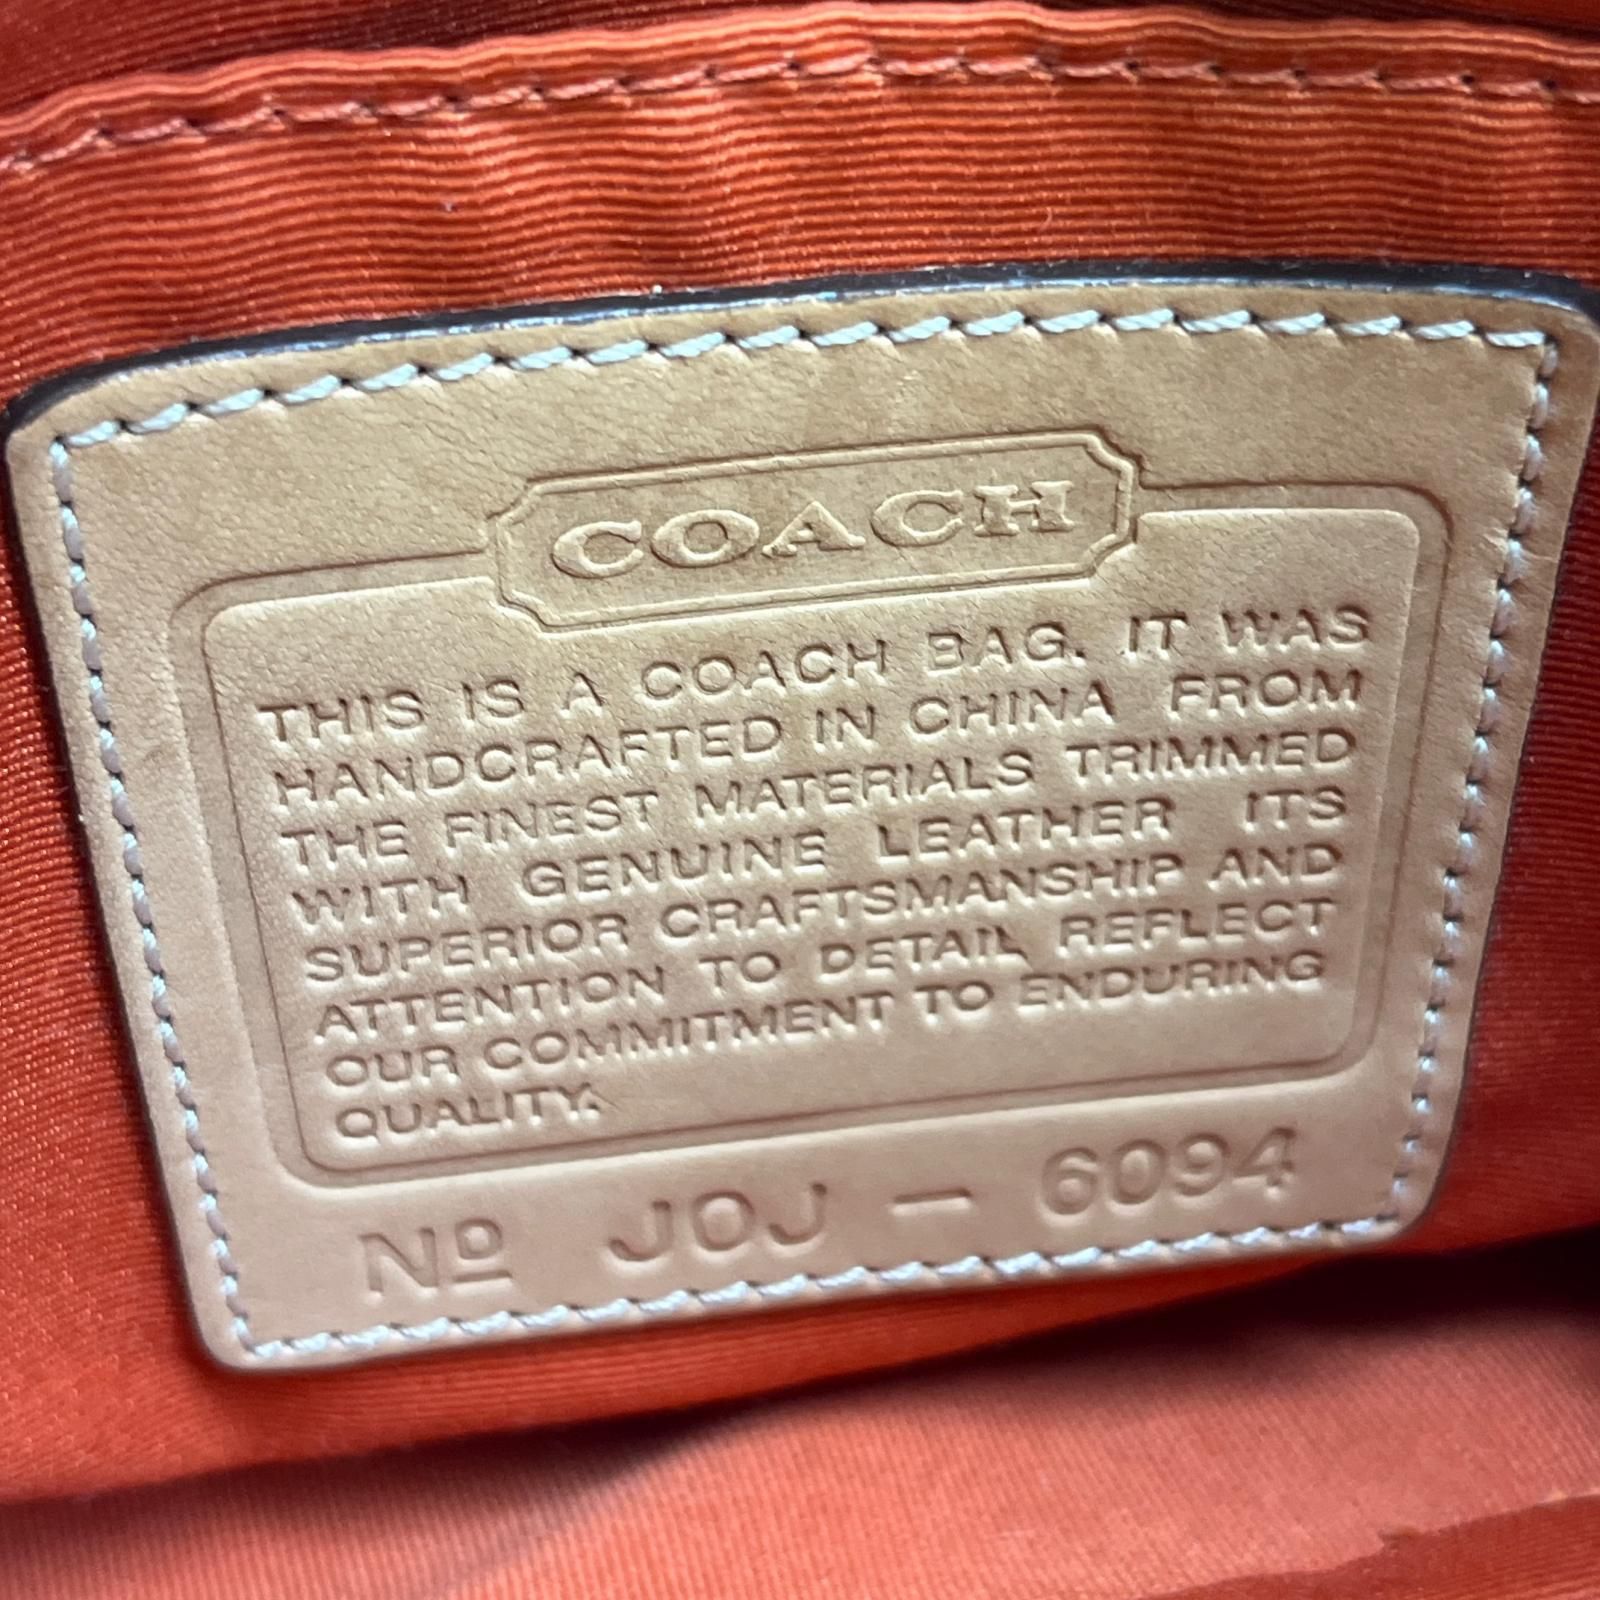 COACH
THIS IS A COACH BAG. IT WAS
HANDCRAFTED IN CHINA FROM
THE FINEST MATERIALS TRIMMED
WITH GENUINE LEATHER ITS
SUPERIOR CRAFTSMANSHIP AND
ATTENTION TO DETAIL REFLECT
OUR COMMITMENT TO ENDURING
QUALITY.
Nº J0J - 6094